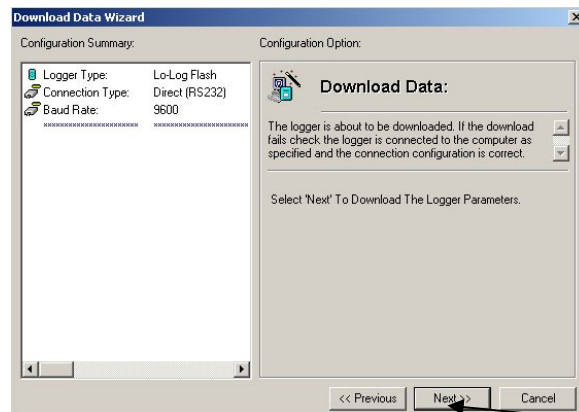 Download Data Wizard
Configuration Summary:
Configuration Option:
Logger Type: Lo-Log Flash
Connection Type: Direct (RS232)
Baud Rate: 9600
Download Data:
The logger is about to be downloaded. If the download
fails check the logger is connected to the computer as
specified and the connection configuration is correct.
Select 'Next' To Download The Logger Parameters.
<< Previous
Next >>
Cancel